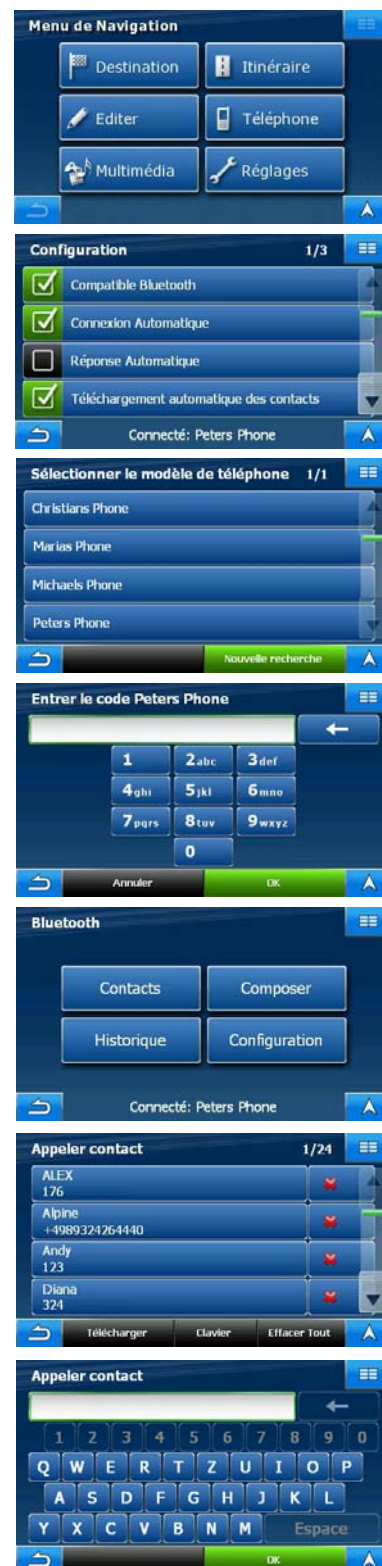 Menu de Navigation
Destination Itinéraire
Editer Téléphone
Multimédia Réglages
Configuration 1/3
Compatible Bluetooth
Connexion Automatique
Réponse Automatique
Téléchargement automatique des contacts
Connecté: Peters Phone
Sélectionner le modèle de téléphone 1/1
Christians Phone
Marias Phone
Michaels Phone
Peters Phone
Nouvelle recherche
Entrer le code Peters Phone
1 2abc 3def
4ghi 5jkl 6mno
7pqrs 8tuv 9wxyz
0
Annuler OK
Bluetooth
Contacts Composer
Historique Configuration
Connecté: Peters Phone
Appeler contact 1/24
ALEX
176
Alpine
+4989324264440
Andy
123
Diana
324
Télécharger Clavier Effacer Tout
Appeler contact
1 2 3 4 5 6 7 8 9 0
Q W E R T Z U I O P
A S D F G H J K L
Y X C V B N M Espace
OK